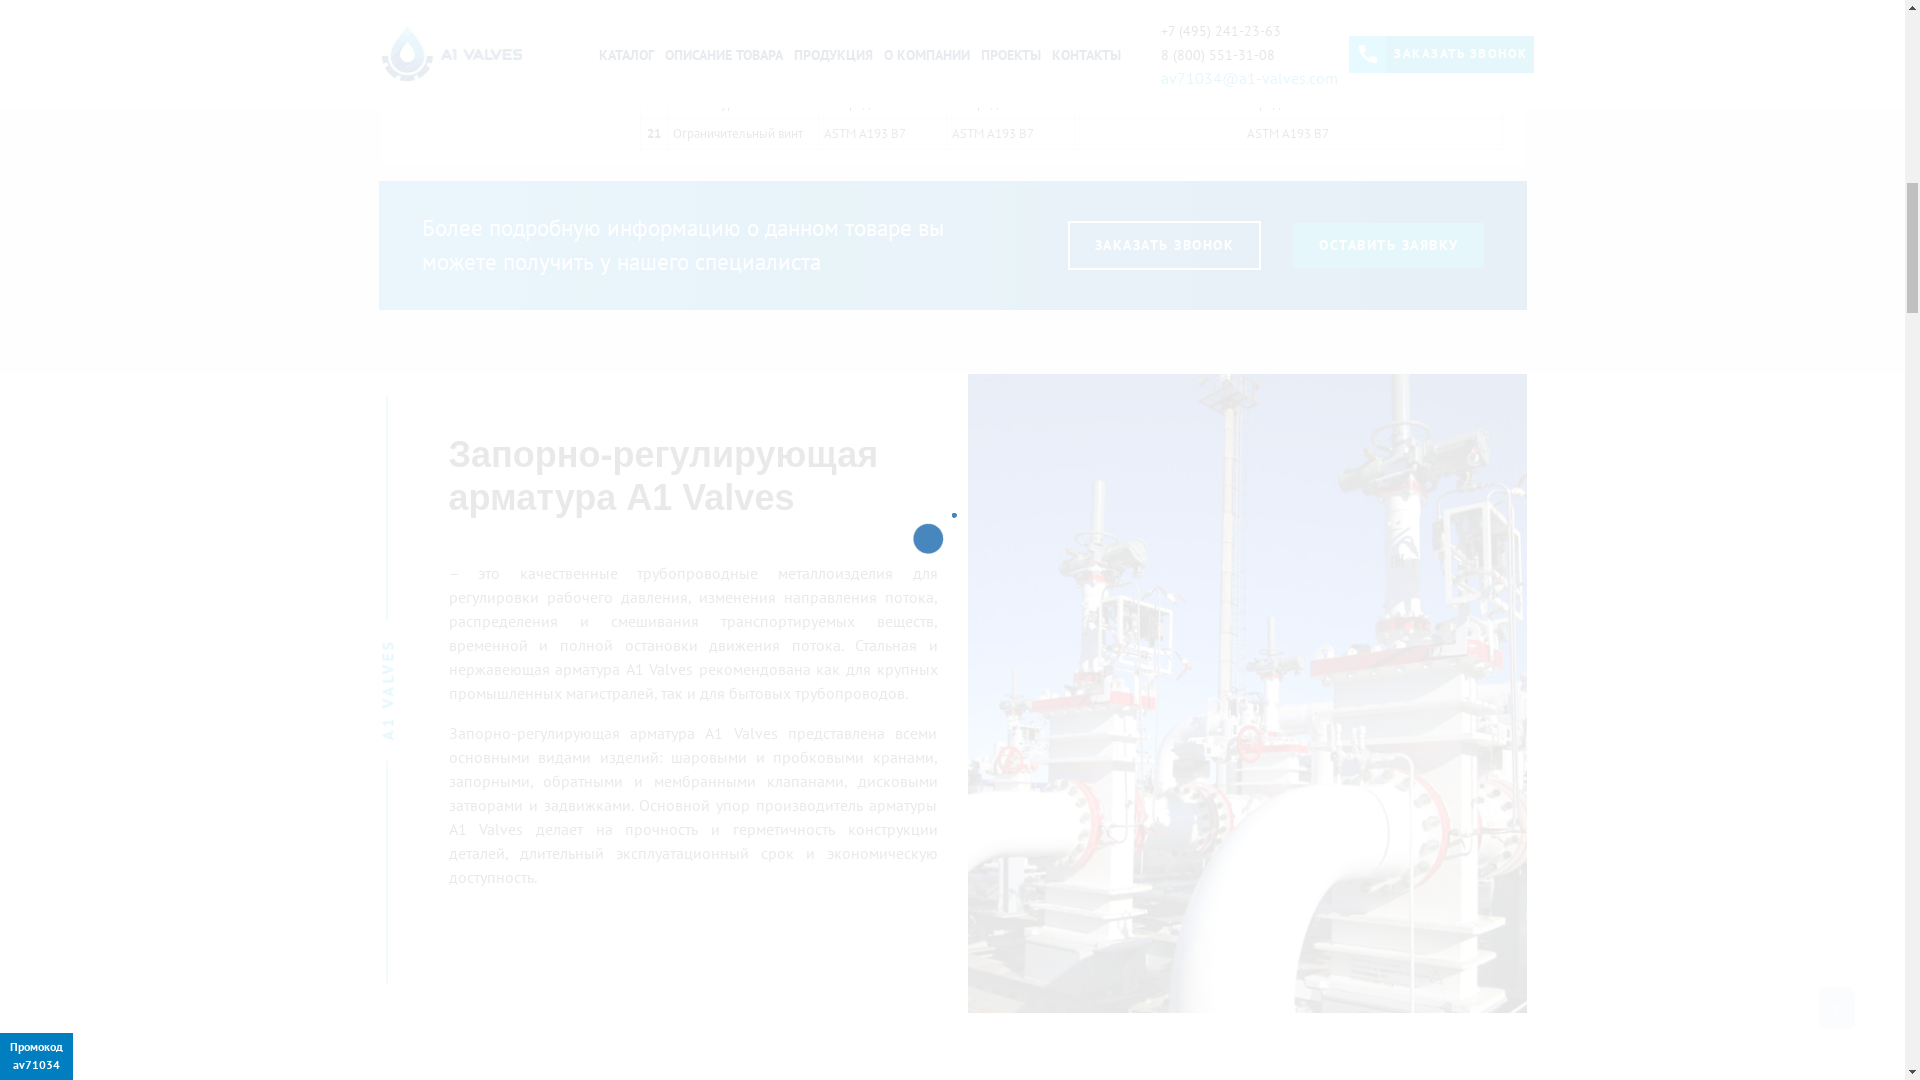 A1 VALVES
КАТАЛОГ ОПИСАНИЕ ТОВАРА ПРОДУКЦИЯ О КОМПАНИИ ПРОЕКТЫ КОНТАКТЫ
+7 (495) 241-23-63
8 (800) 551-31-08
av71034@a1-valves.com
ЗАКАЗАТЬ ЗВОНОК
21 Ограничительный винт ASTM A193 B7 ASTM A193 B7 ASTM A193 B7
Более подробную информацию о данном товаре вы
можете получить у нашего специалиста
ЗАКАЗАТЬ ЗВОНОК
ОСТАВИТЬ ЗАЯВКУ
A1 VALVES
Запорно-регулирующая
арматура A1 Valves
– это качественные трубопроводные металлоизделия для
регулировки рабочего давления, изменения направления потока,
распределения и смешивания транспортируемых веществ,
временной и полной остановки движения потока. Стальная и
нержавеющая арматура A1 Valves рекомендована как для крупных
промышленных магистралей, так и для бытовых трубопроводов.
Запорно-регулирующая арматура A1 Valves представлена всеми
основными видами изделий: шаровыми и пробковыми кранами,
запорными, обратными и мембранными клапанами, дисковыми
затворами и задвижками. Основной упор производитель арматуры
A1 Valves делает на прочность и герметичность конструкции
деталей, длительный эксплуатационный срок и экономическую
доступность.
Промокод
av71034